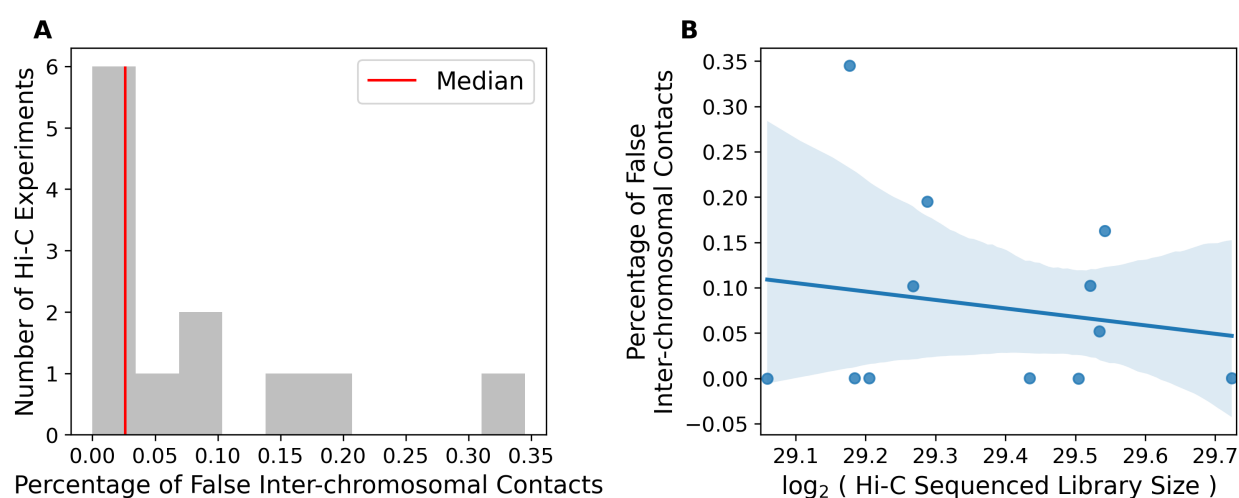 A
Number of Hi-C Experiments
6
5
4
3
2
1
0
Median
0.00 0.05 0.10 0.15 0.20 0.25 0.30 0.35
Percentage of False Inter-chromosomal Contacts
B
Percentage of False
Inter-chromosomal Contacts
0.35
0.30
0.25
0.20
0.15
0.10
0.05
0.00
−0.05
29.1 29.2 29.3 29.4 29.5 29.6 29.7
log₂ ( Hi-C Sequenced Library Size )